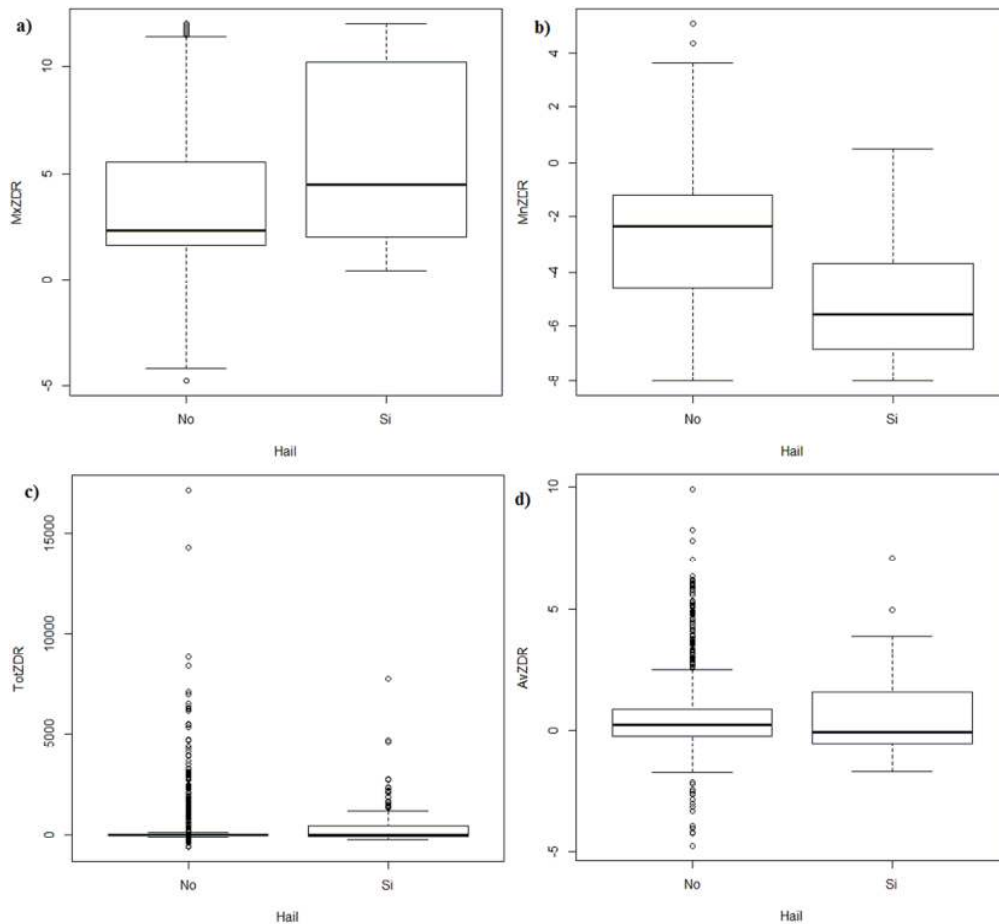 a)
MxZDR
10
5
0
-5
No Si
Hail
b)
MnZDR
4
2
0
-2
-4
-6
-8
No Si
Hail
c)
TotZDR
15000
10000
5000
0
No Si
Hail
d)
AvZDR
10
5
0
-5
No Si
Hail